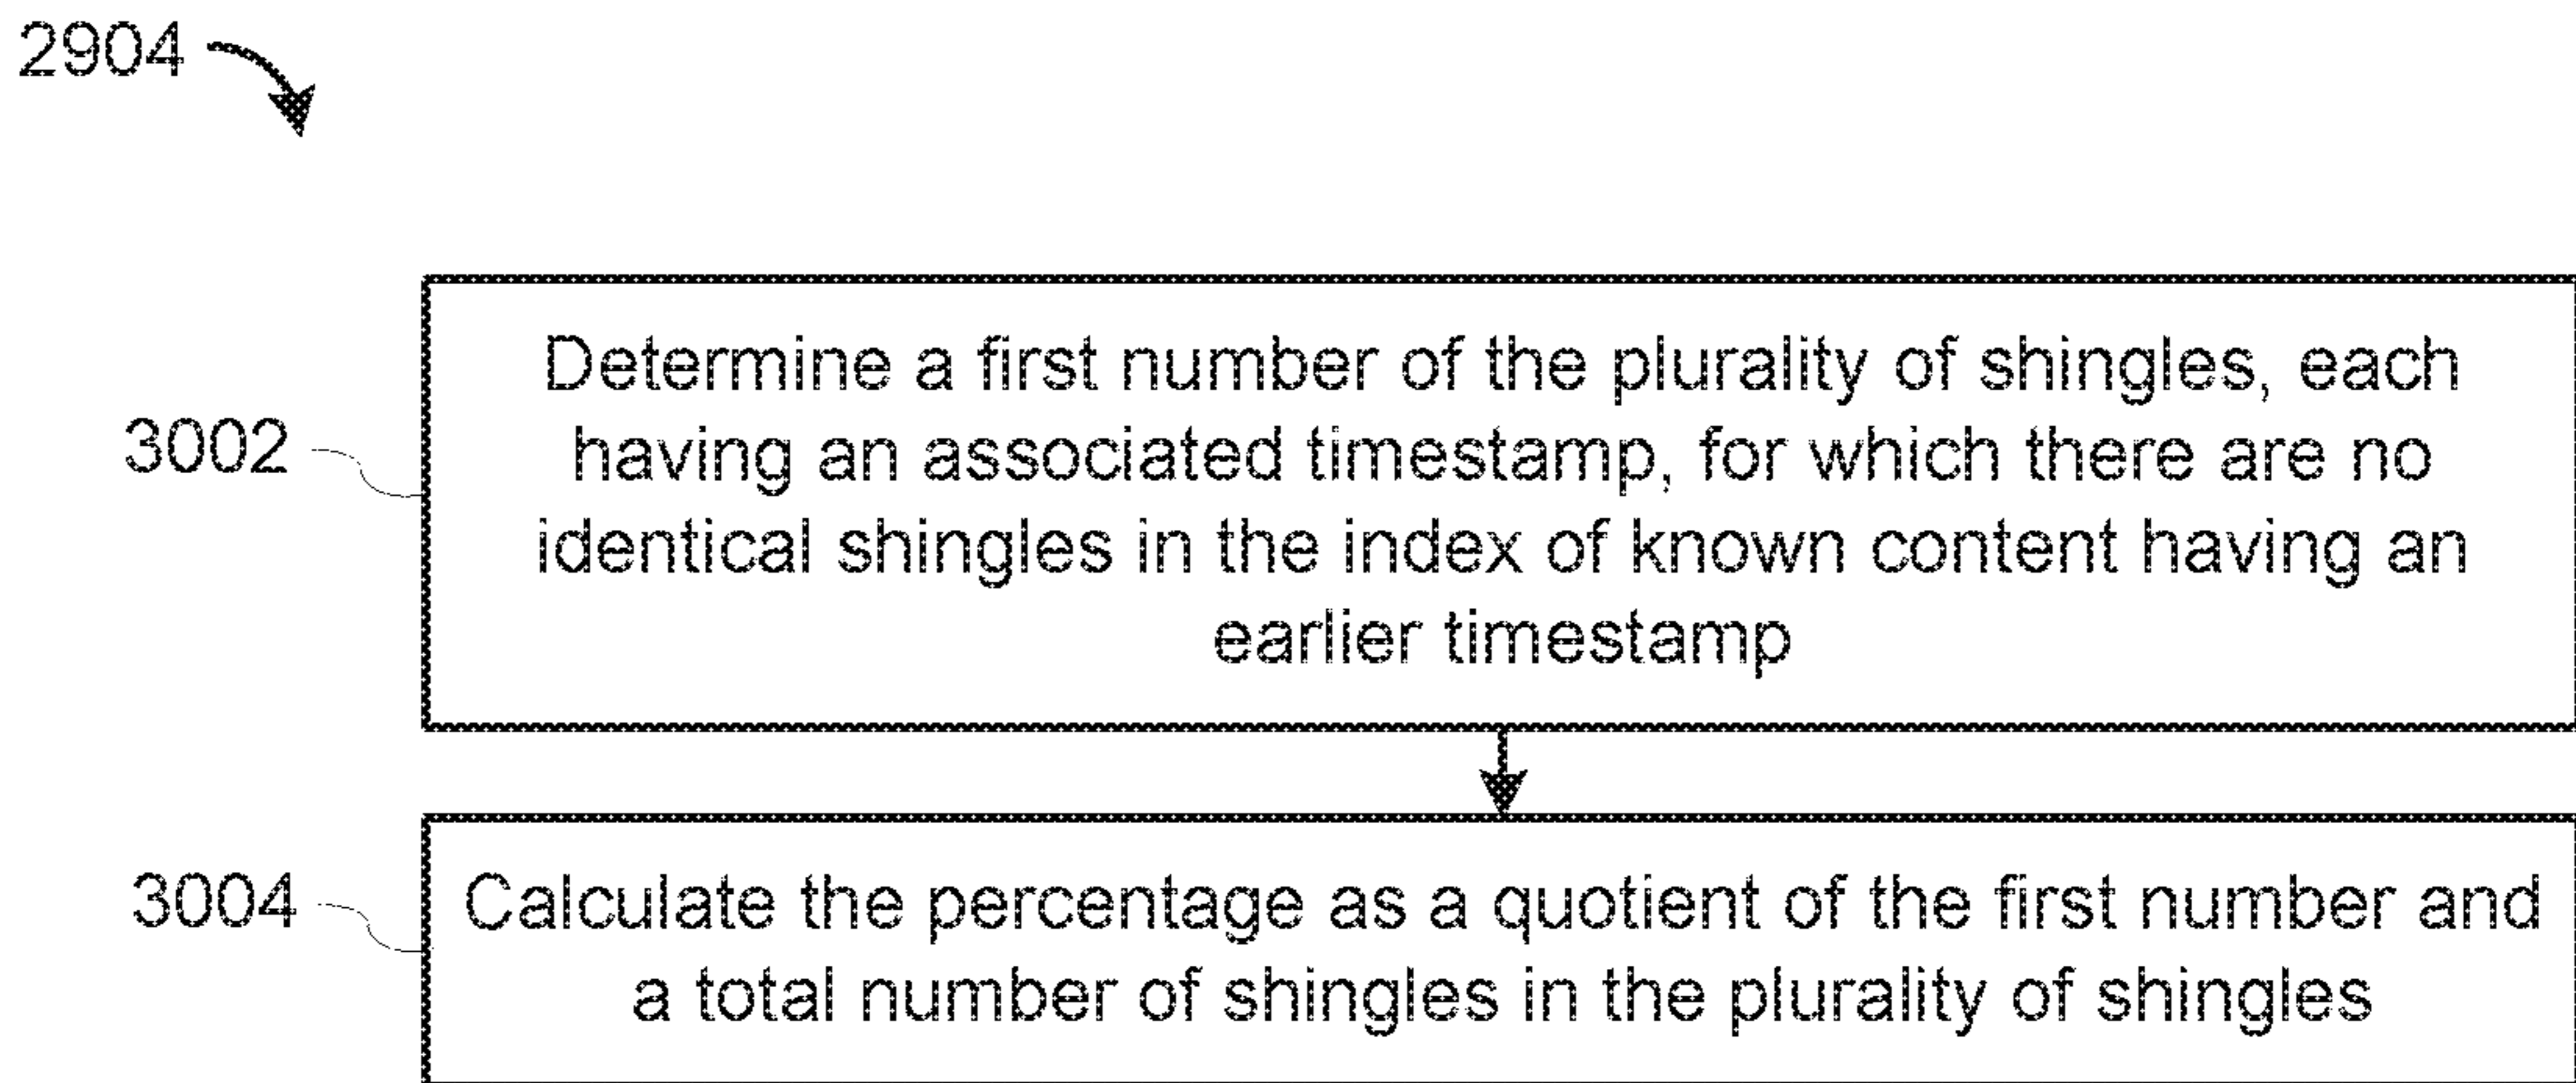 2904
Determine a first number of the plurality of shingles, each
3002
having an associated timestamp, for which there are no
identical shingles in the index of known content having an
earlier timestamp
3004
Calculate the percentage as a quotient of the first number and
a total number of shingles in the plurality of shingles